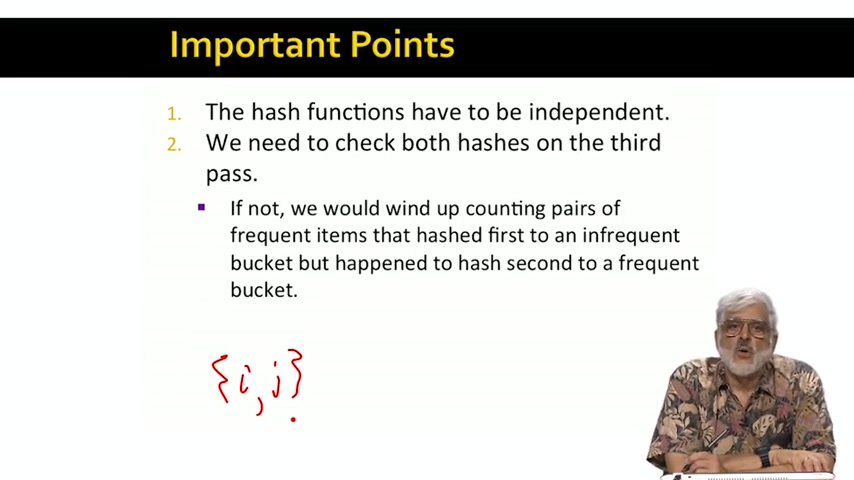 Important Points
1. The hash functions have to be independent.
2. We need to check both hashes on the third
pass.
If not, we would wind up counting pairs of
frequent items that hashed first to an infrequent
bucket but happened to hash second to a frequent
bucket.
{i,j}